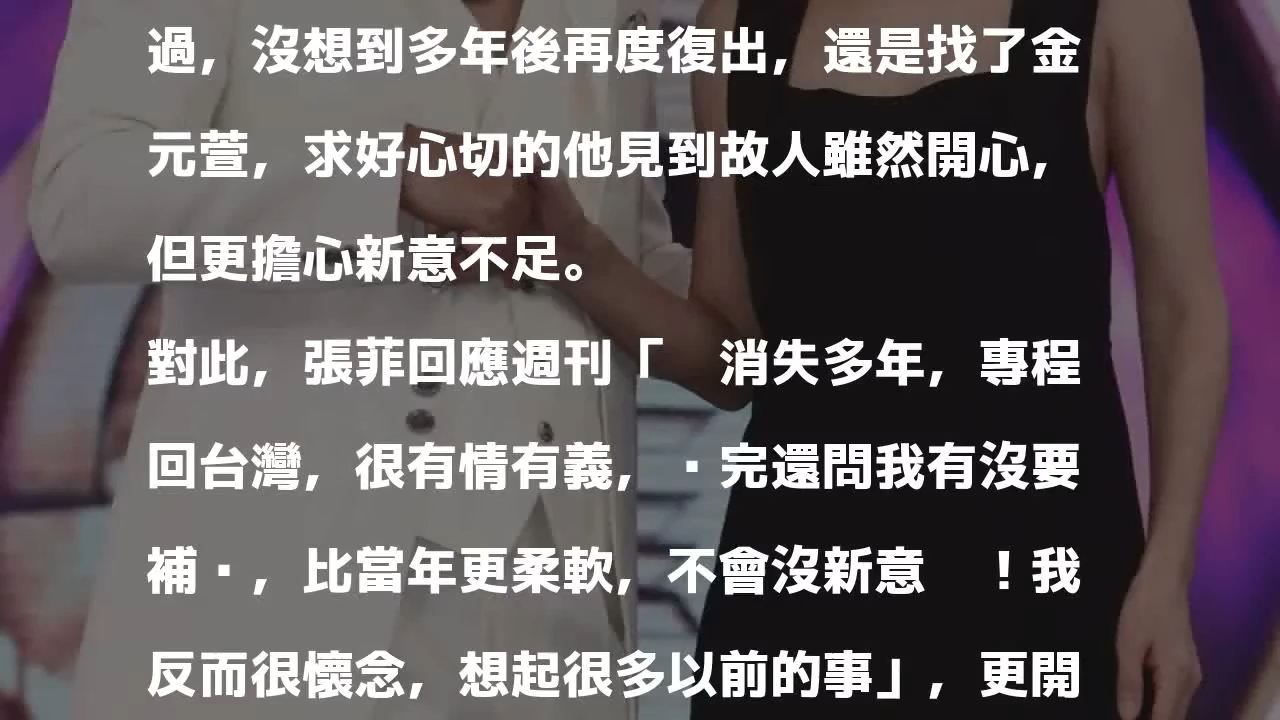 過，沒想到多年後再度復出，還是找了金
元萱，求好心切的他見到故人雖然開心，
但更擔心新意不足。
對此，張菲回應週刊「　消失多年，專程
回台灣，很有情有義，▪完還問我有沒要
補▪，比當年更柔軟，不會沒新意　！我
反而很懷念，想起很多以前的事」，更開